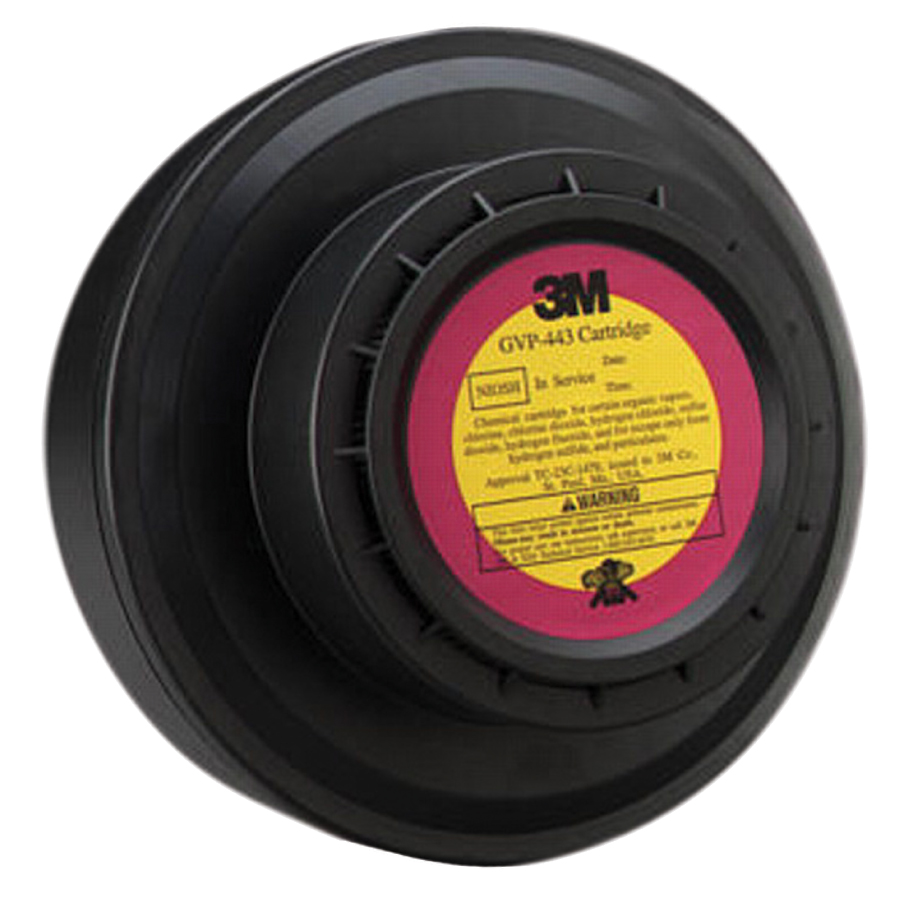 3M
GVP-443 Cartridge
Date:
NIOSH In Service
Time:
Chemical cartridge for certain organic vapors,
chlorine, chlorine dioxide, hydrogen chloride, sulfur
dioxide, hydrogen fluoride, and for escape only from
hydrogen sulfide, and particulates.
Approval TC-23C-1470, issued to 3M Co.,
St. Paul, Mn., USA.
WARNING